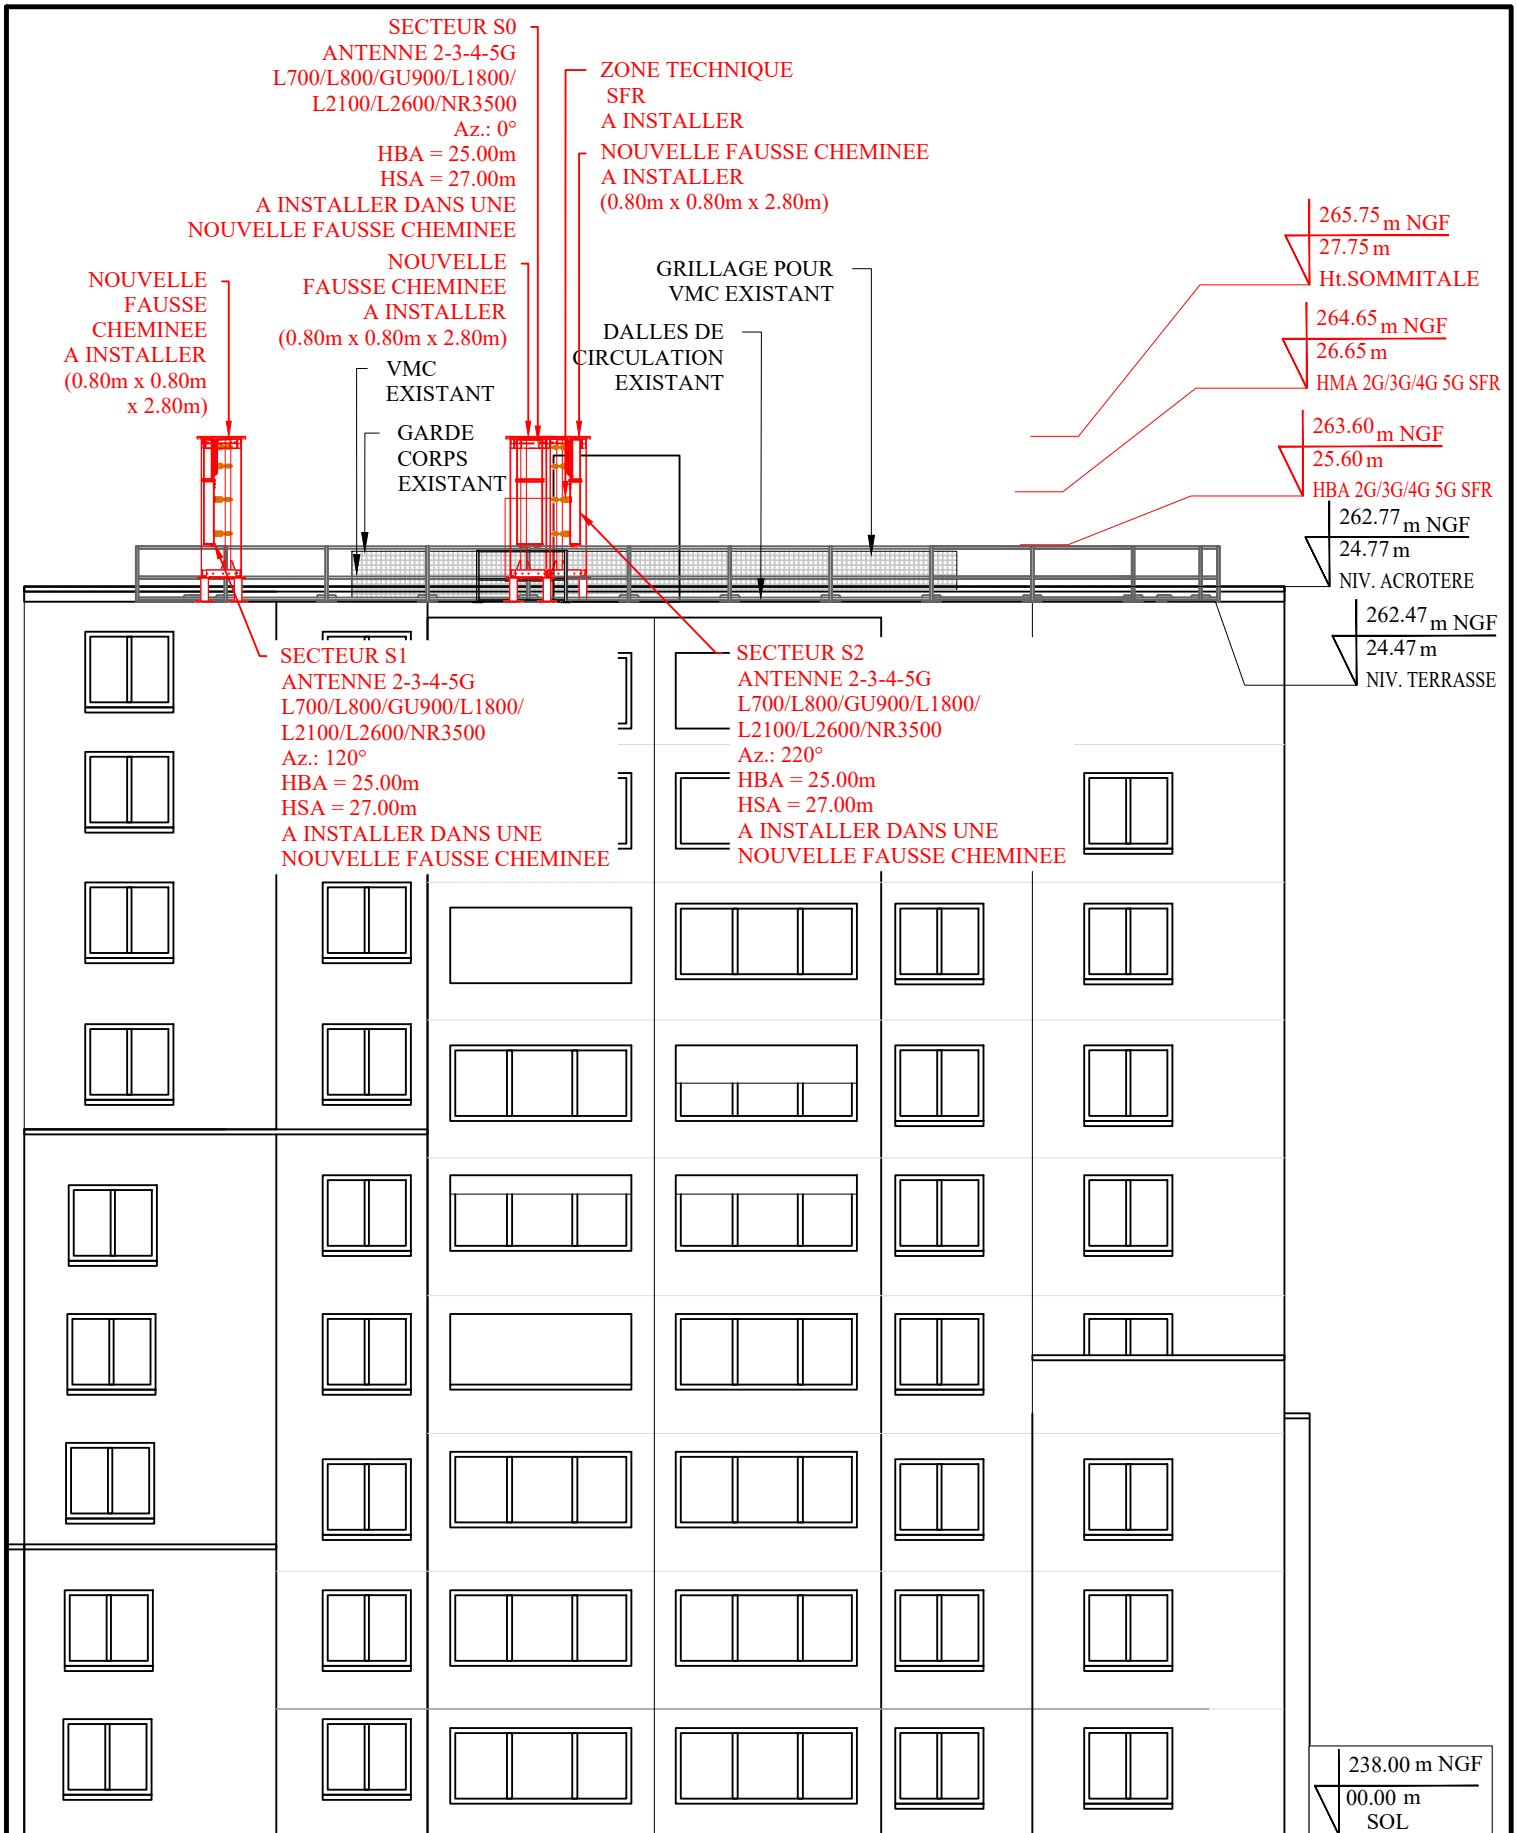 SECTEUR S0
ANTENNE 2-3-4-5G
L700/L800/GU900/L1800/
L2100/L2600/NR3500
Az.: 0°
HBA = 25.00m
HSA = 27.00m
A INSTALLER DANS UNE
NOUVELLE FAUSSE CHEMINEE
ZONE TECHNIQUE
SFR
A INSTALLER
NOUVELLE FAUSSE CHEMINEE
A INSTALLER
(0.80m x 0.80m x 2.80m)
NOUVELLE
FAUSSE
CHEMINEE
A INSTALLER
(0.80m x 0.80m
x 2.80m)
NOUVELLE
FAUSSE CHEMINEE
A INSTALLER
(0.80m x 0.80m x 2.80m)
VMC
EXISTANT
GARDE
CORPS
EXISTANT
GRILLAGE POUR
VMC EXISTANT
DALLES DE
CIRCULATION
EXISTANT
265.75 m NGF
27.75 m
Ht.SOMMITALE
264.65 m NGF
26.65 m
HMA 2G/3G/4G 5G SFR
263.60 m NGF
25.60 m
HBA 2G/3G/4G 5G SFR
262.77 m NGF
24.77 m
NIV. ACROTERE
262.47 m NGF
24.47 m
NIV. TERRASSE
SECTEUR S1
ANTENNE 2-3-4-5G
L700/L800/GU900/L1800/
L2100/L2600/NR3500
Az.: 120°
HBA = 25.00m
HSA = 27.00m
A INSTALLER DANS UNE
NOUVELLE FAUSSE CHEMINEE
SECTEUR S2
ANTENNE 2-3-4-5G
L700/L800/GU900/L1800/
L2100/L2600/NR3500
Az.: 220°
HBA = 25.00m
HSA = 27.00m
A INSTALLER DANS UNE
NOUVELLE FAUSSE CHEMINEE
238.00 m NGF
00.00 m
SOL